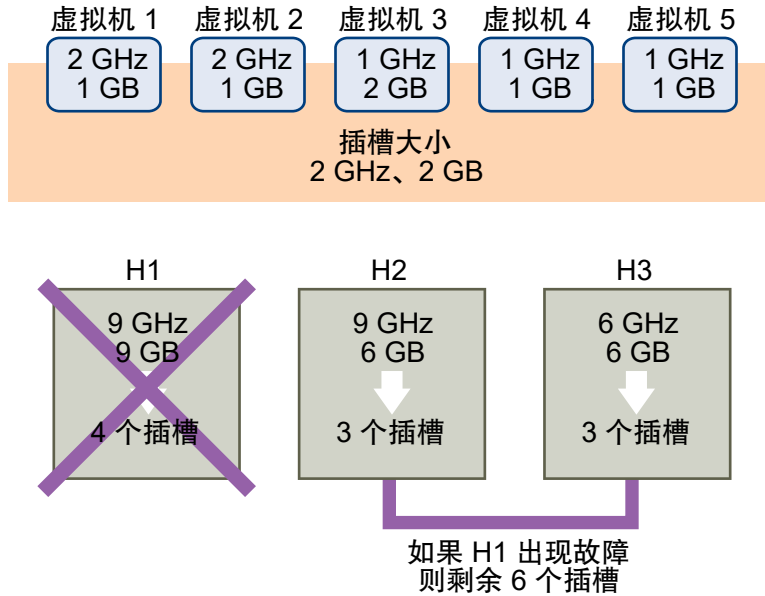 虚拟机 1 虚拟机 2 虚拟机 3 虚拟机 4 虚拟机 5
2 GHz 2 GHz 1 GHz 1 GHz 1 GHz
1 GB 1 GB 2 GB 1 GB 1 GB
插槽大小
2 GHz、2 GB
H1 H2 H3
9 GHz 9 GHz 6 GHz
9 GB 6 GB 6 GB
4 个插槽 3 个插槽 3 个插槽
如果 H1 出现故障
则剩余 6 个插槽